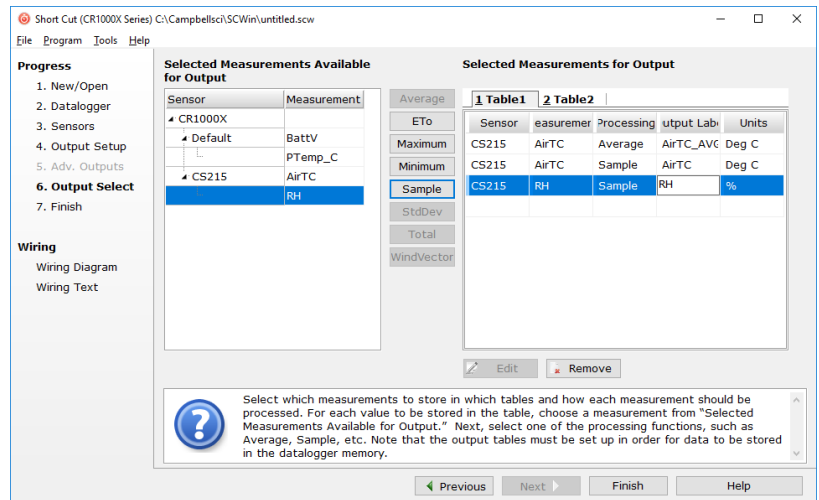 Short Cut (CR1000X Series) C:\Campbellsci\SCWin\untitled.scw
File Program Tools Help
Progress
1. New/Open
2. Datalogger
3. Sensors
4. Output Setup
5. Adv. Outputs
6. Output Select
7. Finish
Wiring
Wiring Diagram
Wiring Text
Selected Measurements Available
for Output
Sensor Measurement
CR1000X
Default BattV
PTemp_C
CS215 AirTC
RH
Average
ETo
Maximum
Minimum
Sample
StdDev
Total
WindVector
Selected Measurements for Output
1 Table1 2 Table2
Sensor easuremer Processing utput Labe Units
CS215 AirTC Average AirTC_AVG Deg C
CS215 AirTC Sample AirTC Deg C
CS215 RH Sample RH %
Edit Remove
Select which measurements to store in which tables and how each measurement should be
processed. For each value to be stored in the table, choose a measurement from "Selected
Measurements Available for Output." Next, select one of the processing functions, such as
Average, Sample, etc. Note that the output tables must be set up in order for data to be stored
in the datalogger memory.
Previous Next Finish Help